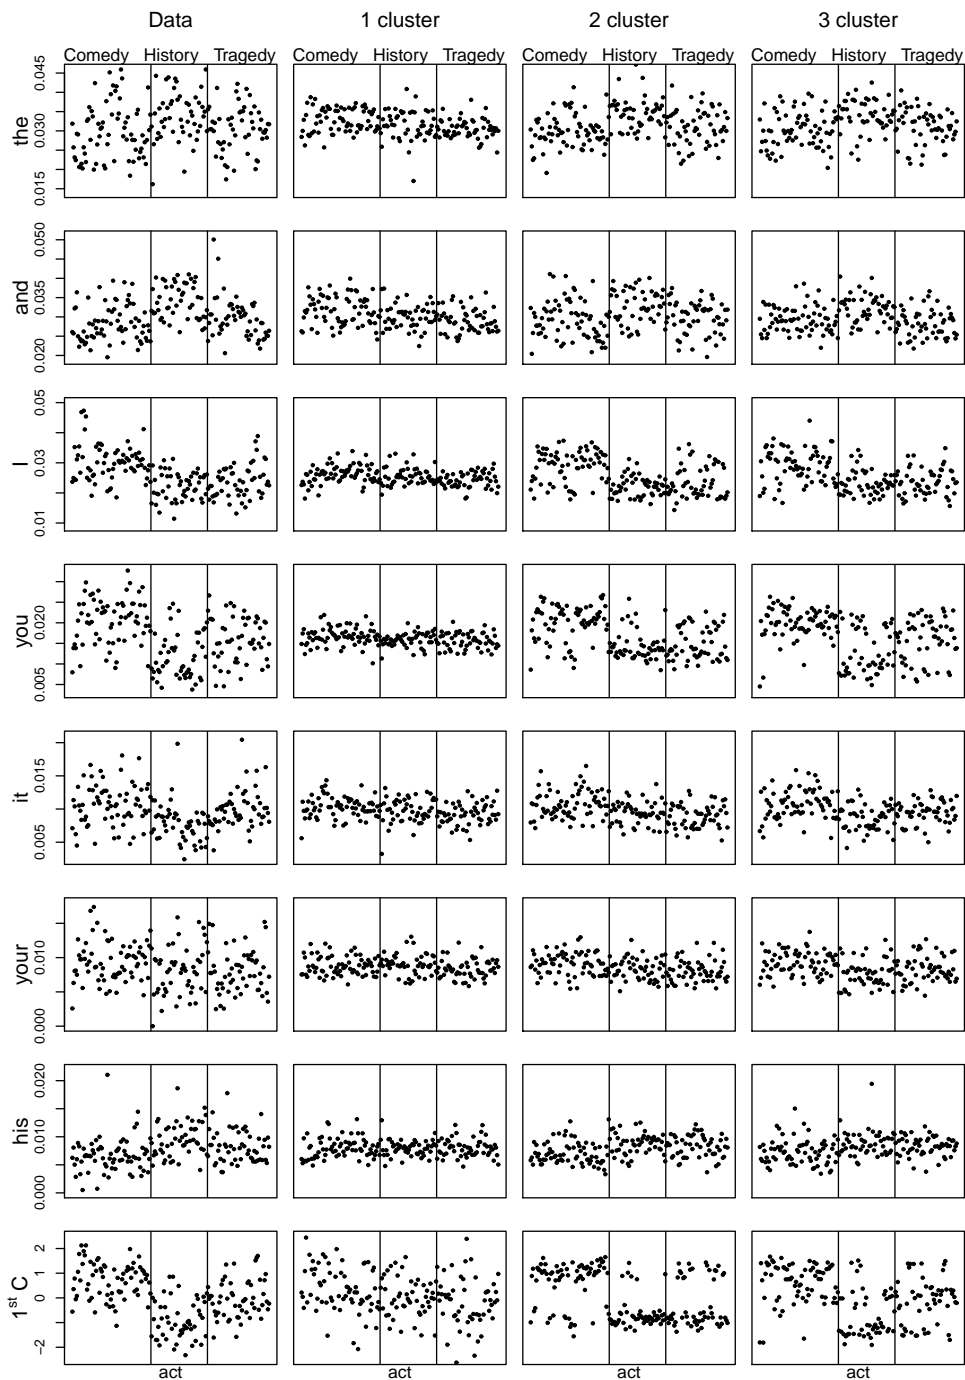 Data 1 cluster 2 cluster 3 cluster
Comedy History Tragedy Comedy History Tragedy Comedy History Tragedy Comedy History Tragedy
the
0.045
0.030
0.015
and
0.050
0.035
0.020
I
0.05
0.03
0.01
you
0.020
0.005
it
0.015
0.005
your
0.010
0.000
his
0.020
0.010
0.000
1st C
2
1
0
−2
act act act act